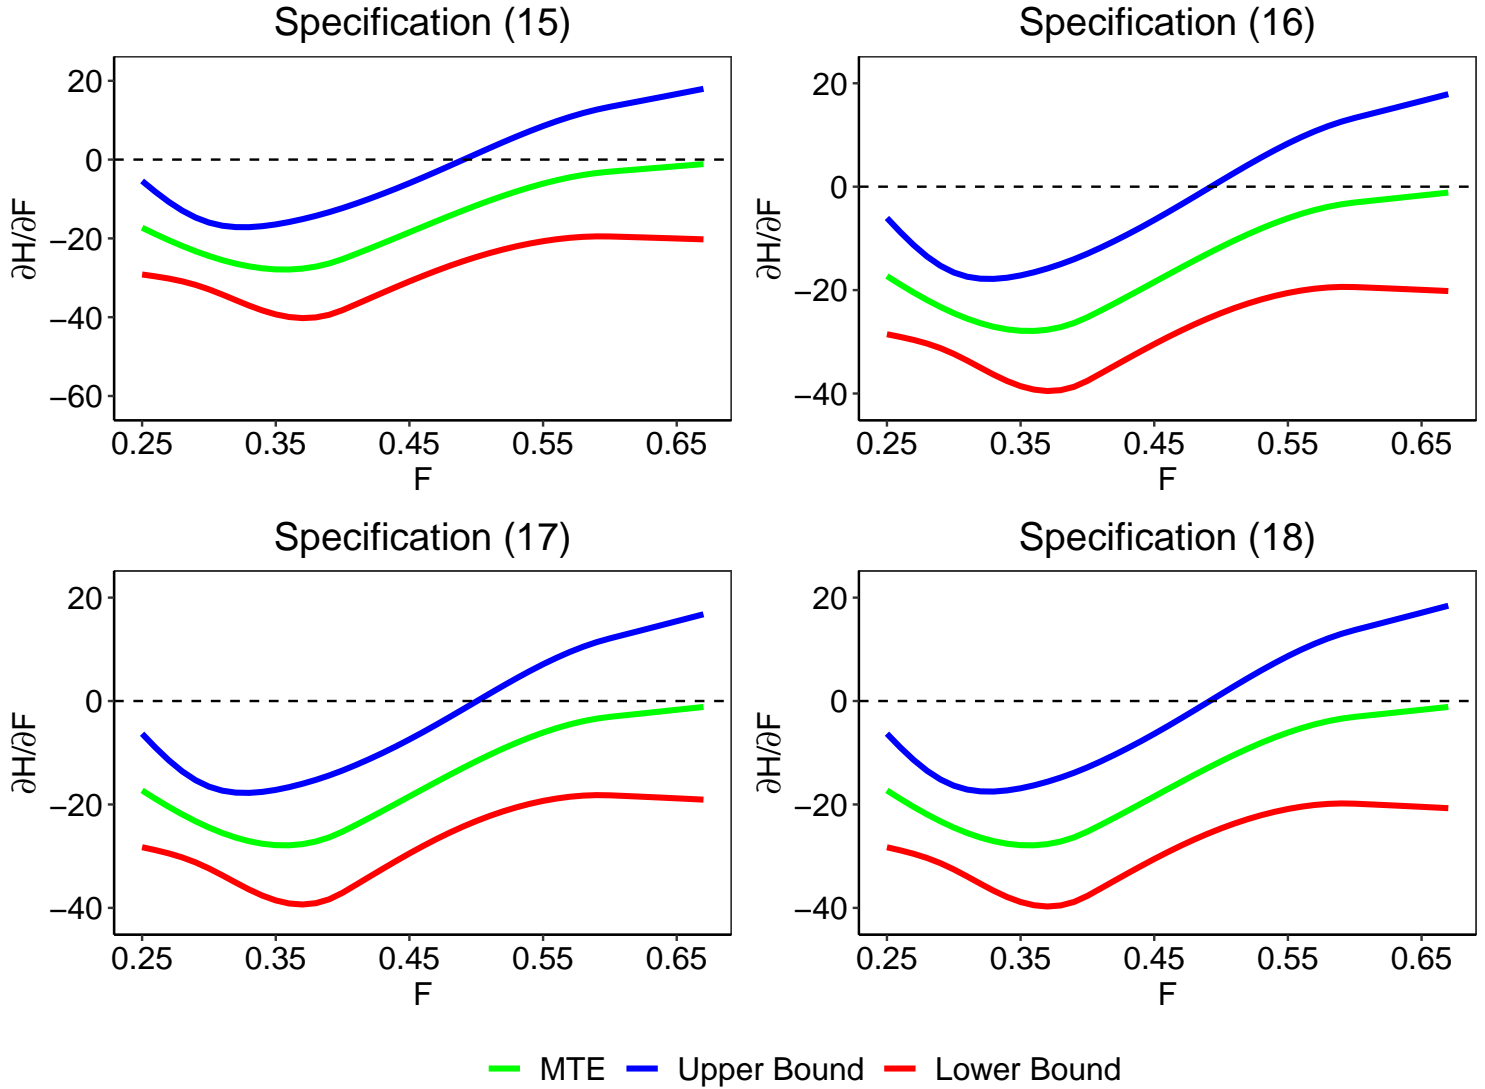 Specification (15)
20
0
−20
−40
−60
∂H/∂F
0.25 0.35 0.45 0.55 0.65
F
Specification (16)
20
0
−20
−40
∂H/∂F
0.25 0.35 0.45 0.55 0.65
F
Specification (17)
20
0
−20
−40
∂H/∂F
0.25 0.35 0.45 0.55 0.65
F
Specification (18)
20
0
−20
−40
∂H/∂F
0.25 0.35 0.45 0.55 0.65
F
MTE Upper Bound Lower Bound